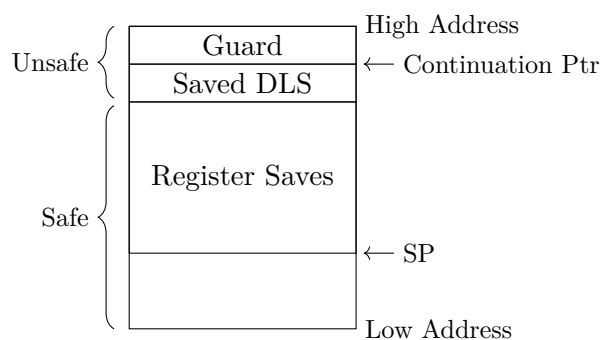 High Address
Guard
Unsafe
Continuation Ptr
Saved DLS
Register Saves
Safe
SP
Low Address